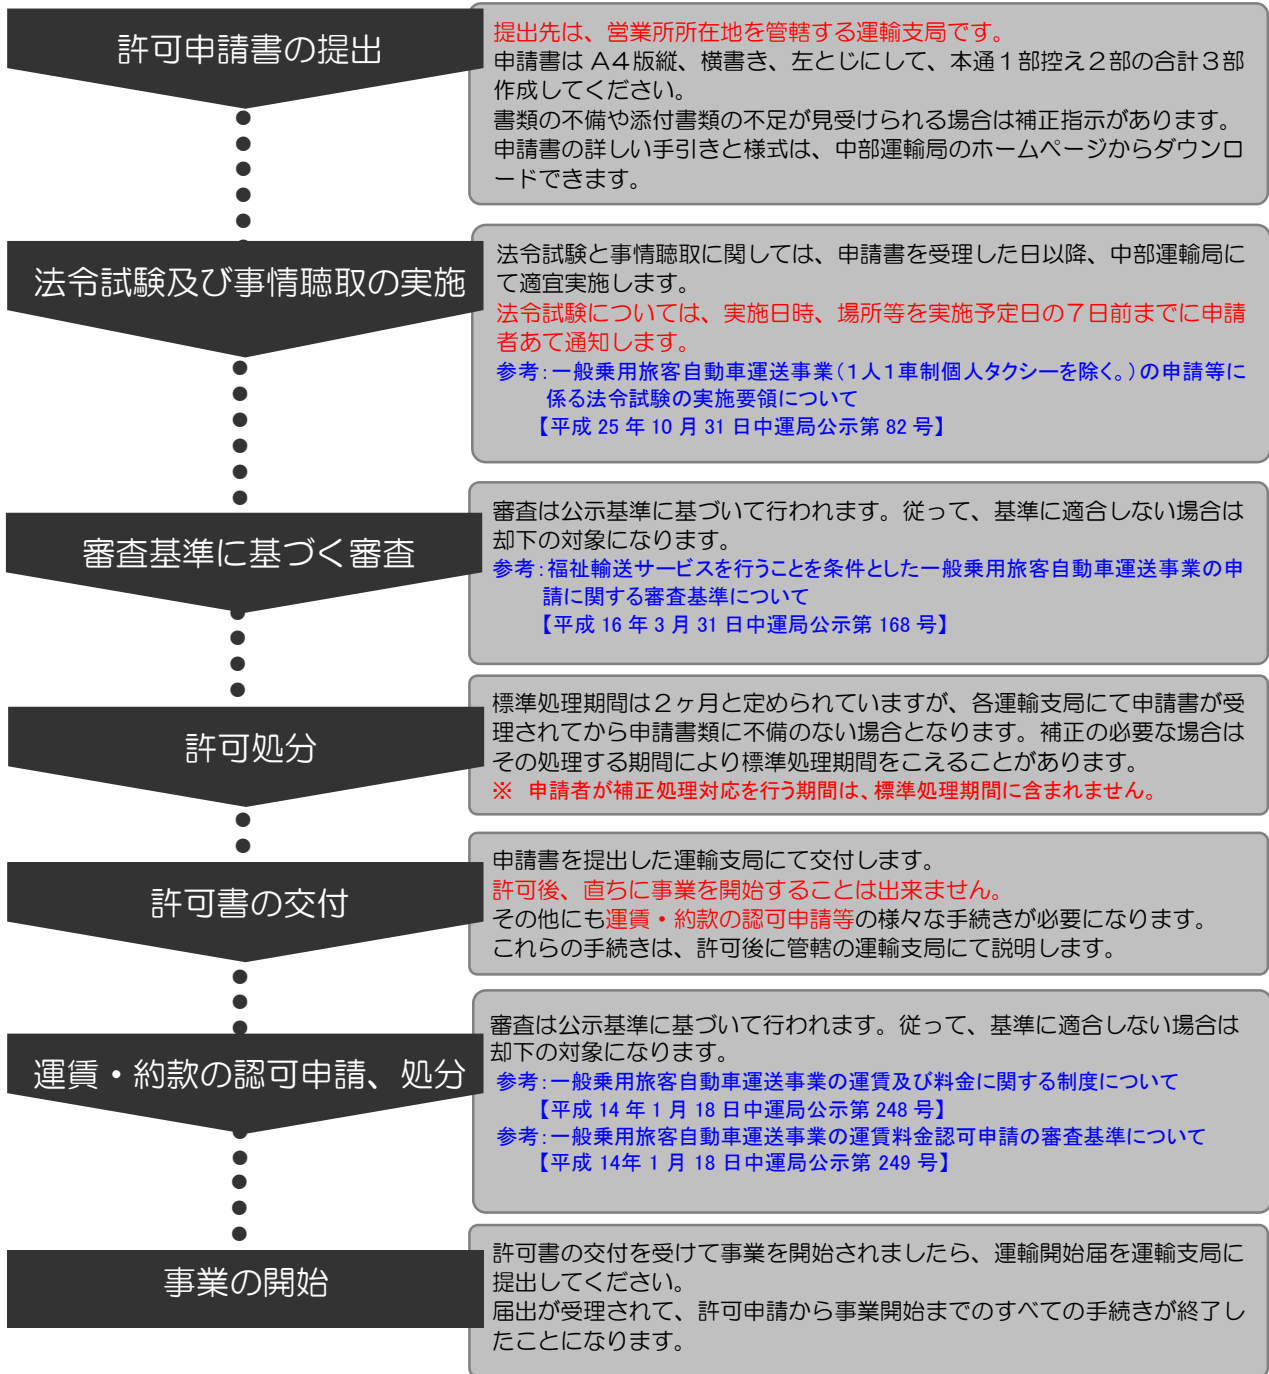 許可申請書の提出
提出先は、営業所所在地を管轄する運輸支局です。
申請書はA4版縦、横書き、左とじにして、本通１部控え２部の合計３部
作成してください。
書類の不備や添付書類の不足が見受けられる場合は補正指示があります。
申請書の詳しい手引きと様式は、中部運輸局のホームページからダウンロ
ードできます。
法令試験及び事情聴取の実施
法令試験と事情聴取に関しては、申請書を受理した日以降、中部運輸局に
て適宜実施します。
法令試験については、実施日時、場所等を実施予定日の７日前までに申請
者あて通知します。
参考：一般乗用旅客自動車運送事業（１人１車制個人タクシーを除く。）の申請等に
係る法令試験の実施要領について
【平成 25 年 10 月 31 日中運局公示第 82 号】
審査基準に基づく審査
審査は公示基準に基づいて行われます。従って、基準に適合しない場合は
却下の対象になります。
参考：福祉輸送サービスを行うことを条件とした一般乗用旅客自動車運送事業の申
請に関する審査基準について
【平成 16 年 3 月 31 日中運局公示第 168 号】
許可処分
標準処理期間は２ヶ月と定められていますが、各運輸支局にて申請書が受
理されてから申請書類に不備のない場合となります。補正の必要な場合は
その処理する期間により標準処理期間をこえることがあります。
※　申請者が補正処理対応を行う期間は、標準処理期間に含まれません。
許可書の交付
申請書を提出した運輸支局にて交付します。
許可後、直ちに事業を開始することは出来ません。
その他にも運賃・約款の認可申請等の様々な手続きが必要になります。
これらの手続きは、許可後に管轄の運輸支局にて説明します。
運賃・約款の認可申請、処分
審査は公示基準に基づいて行われます。従って、基準に適合しない場合は
却下の対象になります。
参考：一般乗用旅客自動車運送事業の運賃及び料金に関する制度について
【平成 14 年 1 月 18 日中運局公示第 248 号】
参考：一般乗用旅客自動車運送事業の運賃料金認可申請の審査基準について
【平成 14年 1 月 18 日中運局公示第 249 号】
事業の開始
許可書の交付を受けて事業を開始されましたら、運輸開始届を運輸支局に
提出してください。
届出が受理されて、許可申請から事業開始までのすべての手続きが終了し
たことになります。